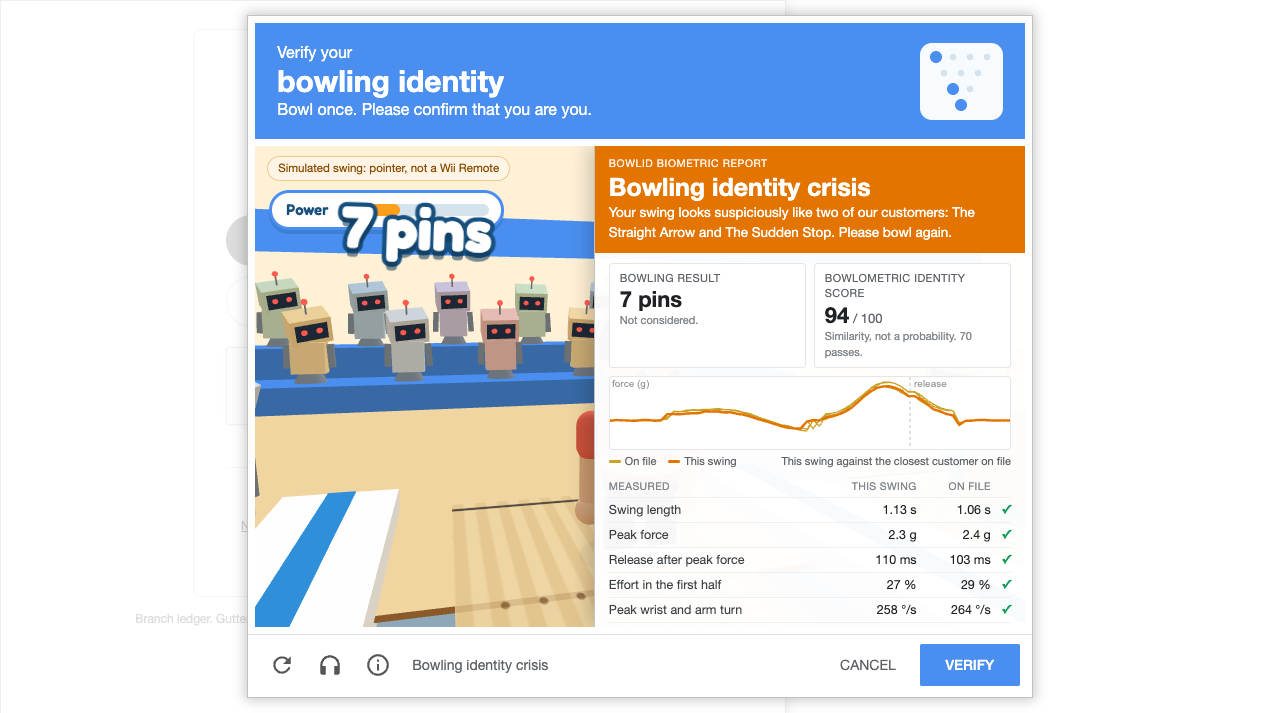 Verify your
bowling identity
Bowl once. Please confirm that you are you.
Simulated swing: pointer, not a Wii Remote
Power
7 pins
BOWLID BIOMETRIC REPORT
Bowling identity crisis
Your swing looks suspiciously like two of our customers: The
Straight Arrow and The Sudden Stop. Please bowl again.
BOWLING RESULT
7 pins
Not considered.
BOWLOMETRIC IDENTITY
SCORE
94 / 100
Similarity, not a probability. 70
passes.
force (g)
release
On file This swing This swing against the closest customer on file
MEASURED THIS SWING ON FILE
Swing length 1.13 s 1.06 s ✓
Peak force 2.3 g 2.4 g ✓
Release after peak force 110 ms 103 ms ✓
Effort in the first half 27 % 29 % ✓
Peak wrist and arm turn 258 °/s 264 °/s ✓
Branch ledger.
Bowling identity crisis
CANCEL
VERIFY